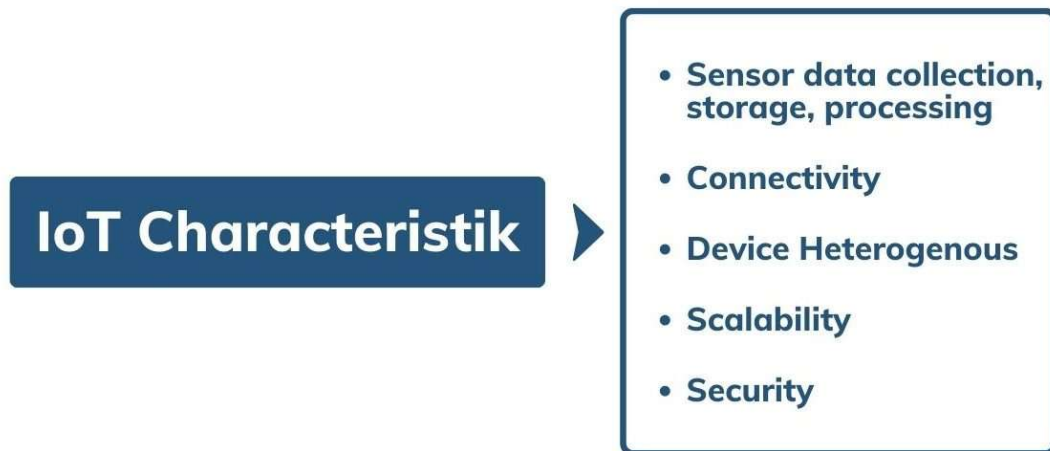 IoT Characteristik
• Sensor data collection,
storage, processing
• Connectivity
• Device Heterogenous
• Scalability
• Security